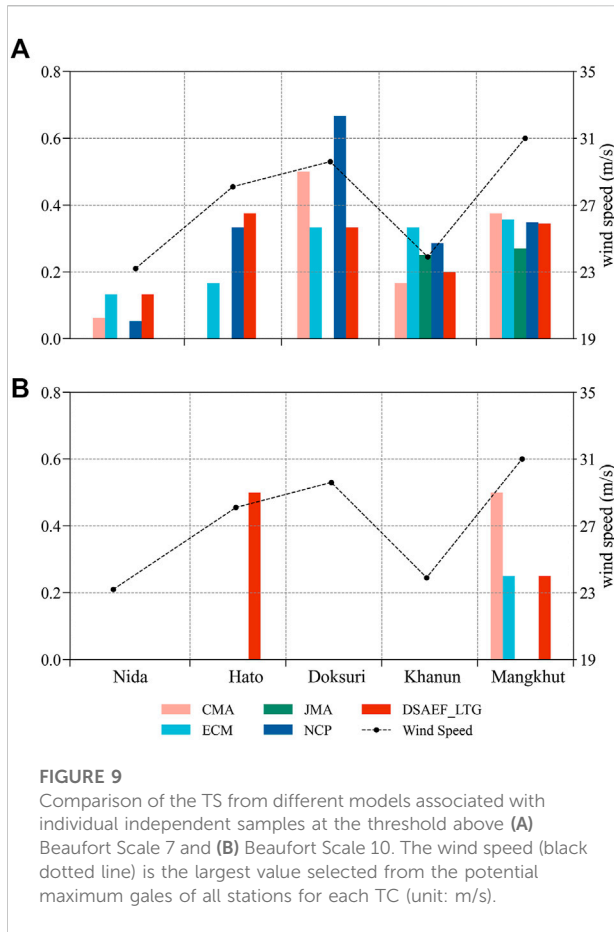 A
0.8
0.6
0.4
0.2
0.0
35
31
27
23
19
wind speed (m/s)
B
0.8
0.6
0.4
0.2
0.0
35
31
27
23
19
wind speed (m/s)
Nida Hato Doksuri Khanun Mangkhut
CMA JMA DSAEF_LTG
ECM NCP Wind Speed
FIGURE 9
Comparison of the TS from different models associated with
individual independent samples at the threshold above (A)
Beaufort Scale 7 and (B) Beaufort Scale 10. The wind speed (black
dotted line) is the largest value selected from the potential
maximum gales of all stations for each TC (unit: m/s).